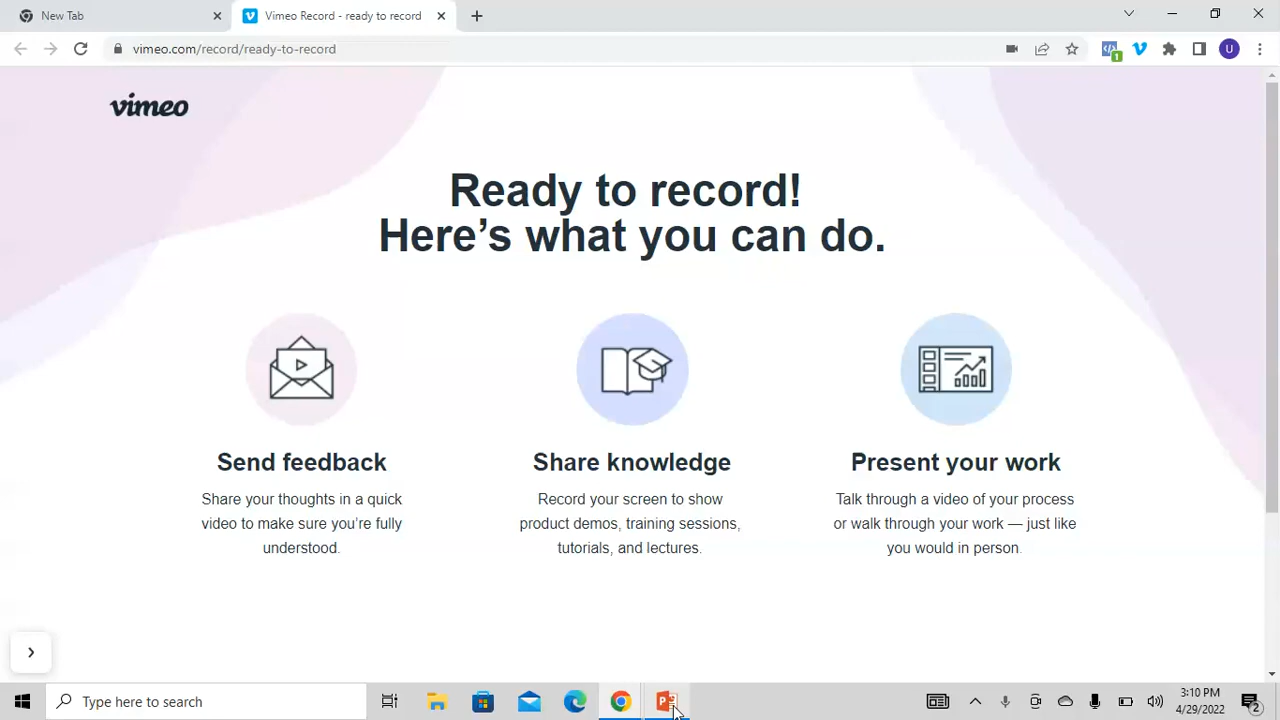 New Tab
Vimeo Record - ready to record
vimeo.com/record/ready-to-record
1
U
vimeo
Ready to record!
Here’s what you can do.
Send feedback
Share your thoughts in a quick
video to make sure you’re fully
understood.
Share knowledge
Record your screen to show
product demos, training sessions,
tutorials, and lectures.
Present your work
Talk through a video of your process
or walk through your work — just like
you would in person.
Type here to search
3:10 PM
4/29/2022
2